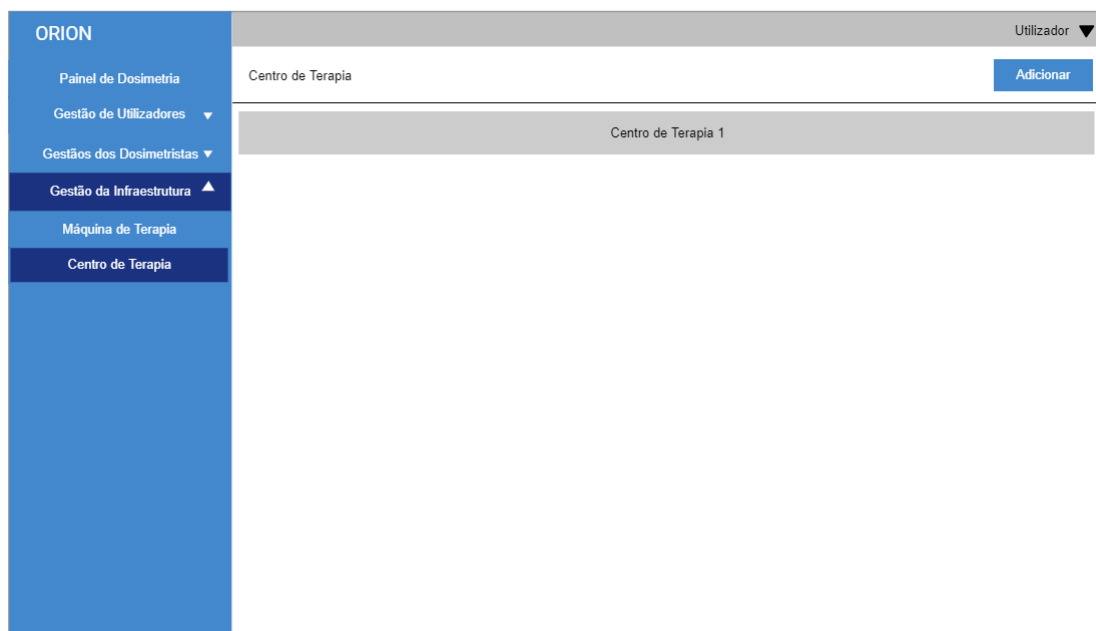 ORION
Utilizador
Painel de Dosimetria
Gestão de Utilizadores
Gestãos dos Dosimetristas
Gestão da Infraestrutura
Máquina de Terapia
Centro de Terapia
Centro de Terapia
Adicionar
Centro de Terapia 1